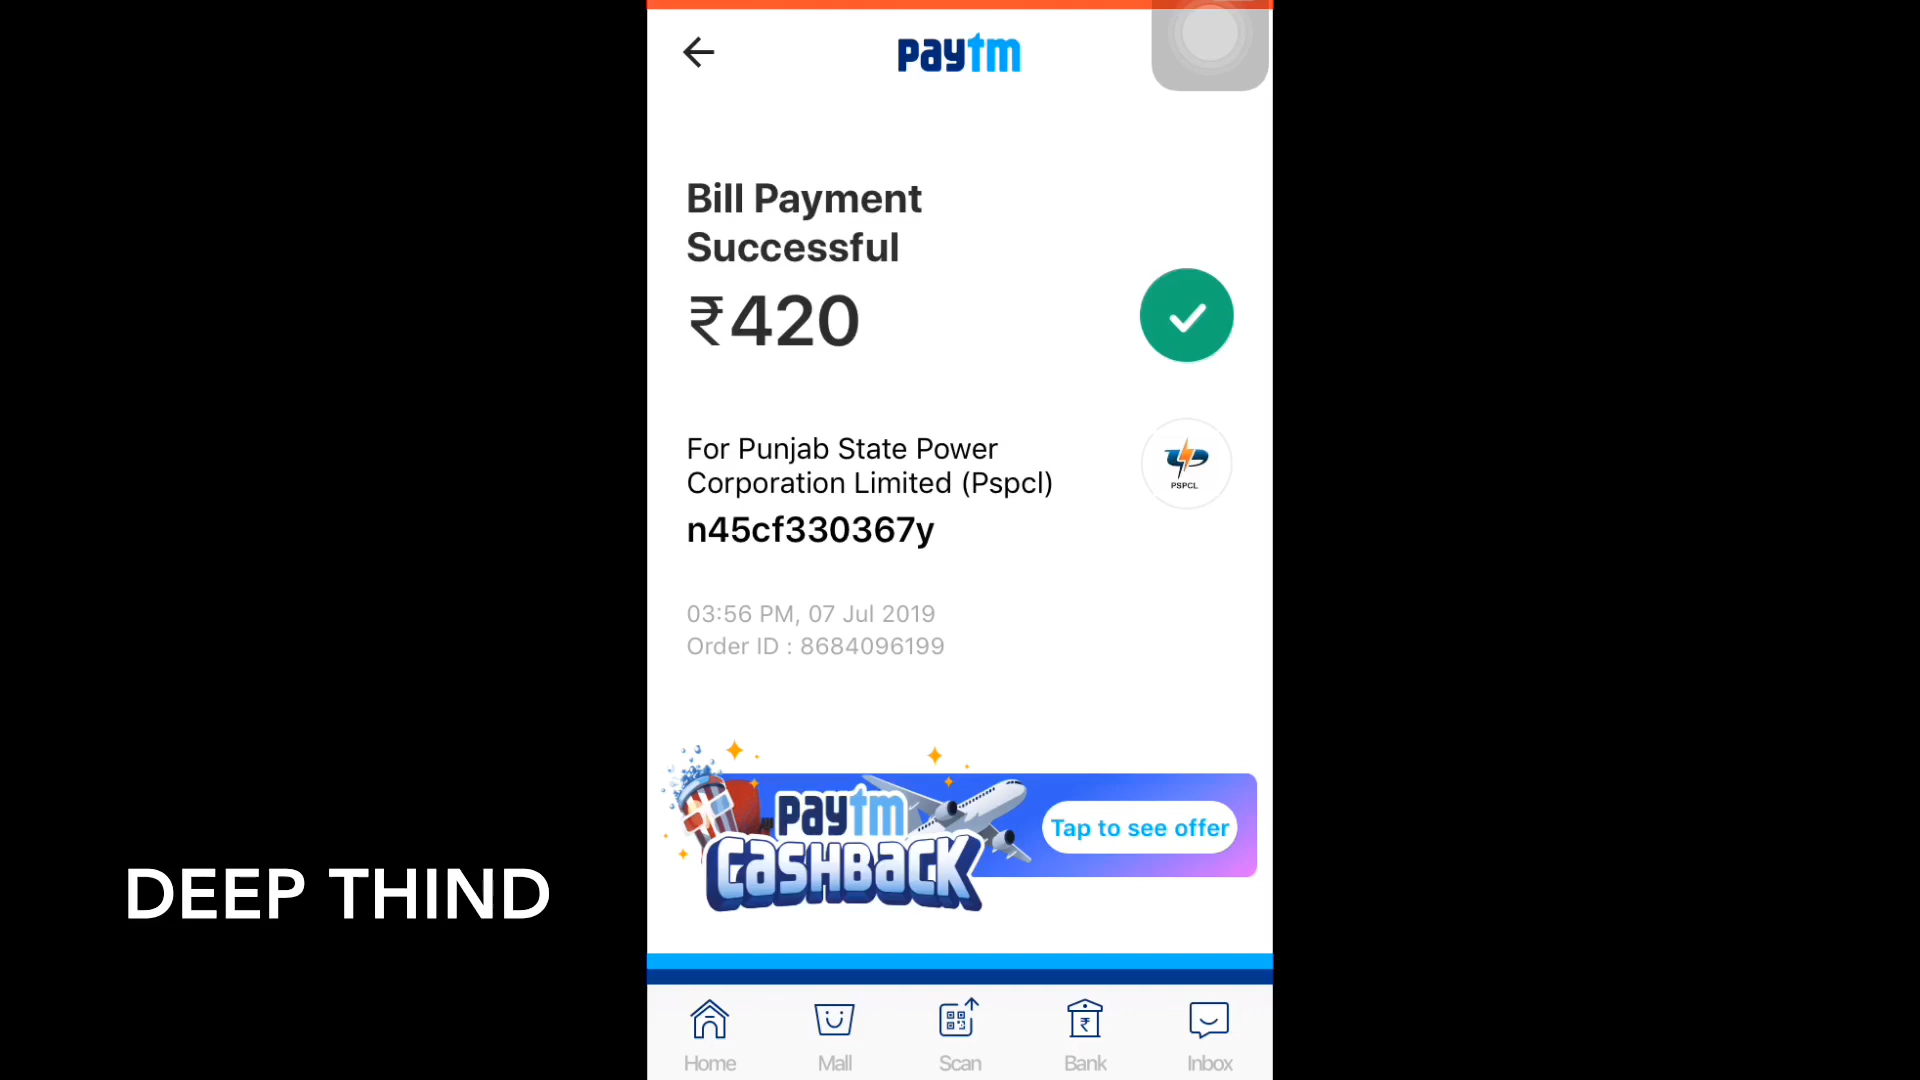 paytm
Bill Payment
Successful
₹420
For Punjab State Power
Corporation Limited (Pspcl)
PSPCL
n45cf330367y
03:56 PM, 07 Jul 2019
Order ID : 8684096199
paytm
CASHBACK
Tap to see offer
DEEP THIND
Home Mall Scan Bank Inbox